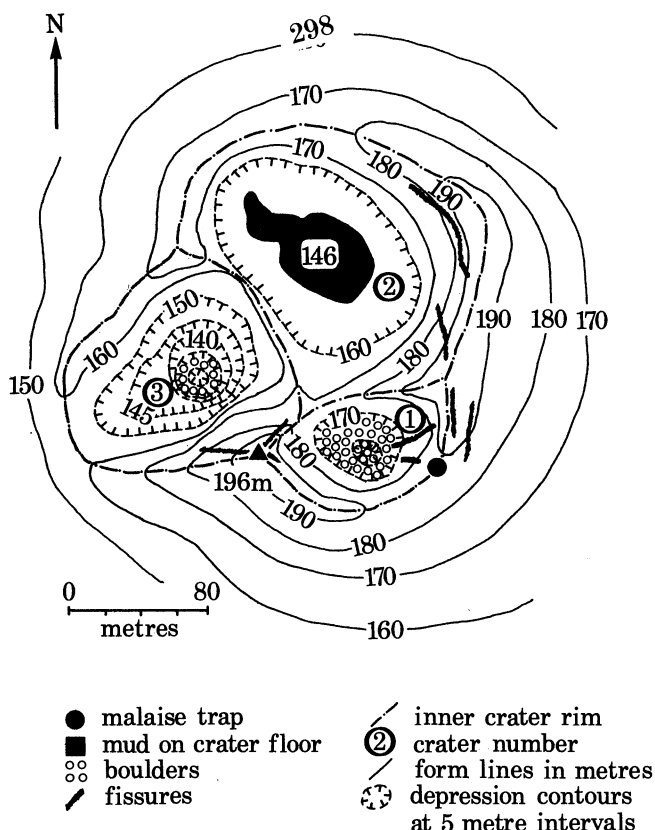 N
298
170
170
180
190
146
2
150
160
140
160
180
190
180
170
150
3
145
170
1
180
196m
190
180
170
160
0 80
metres
malaise trap
mud on crater floor
boulders
fissures
inner crater rim
2 crater number
form lines in metres
depression contours
at 5 metre intervals